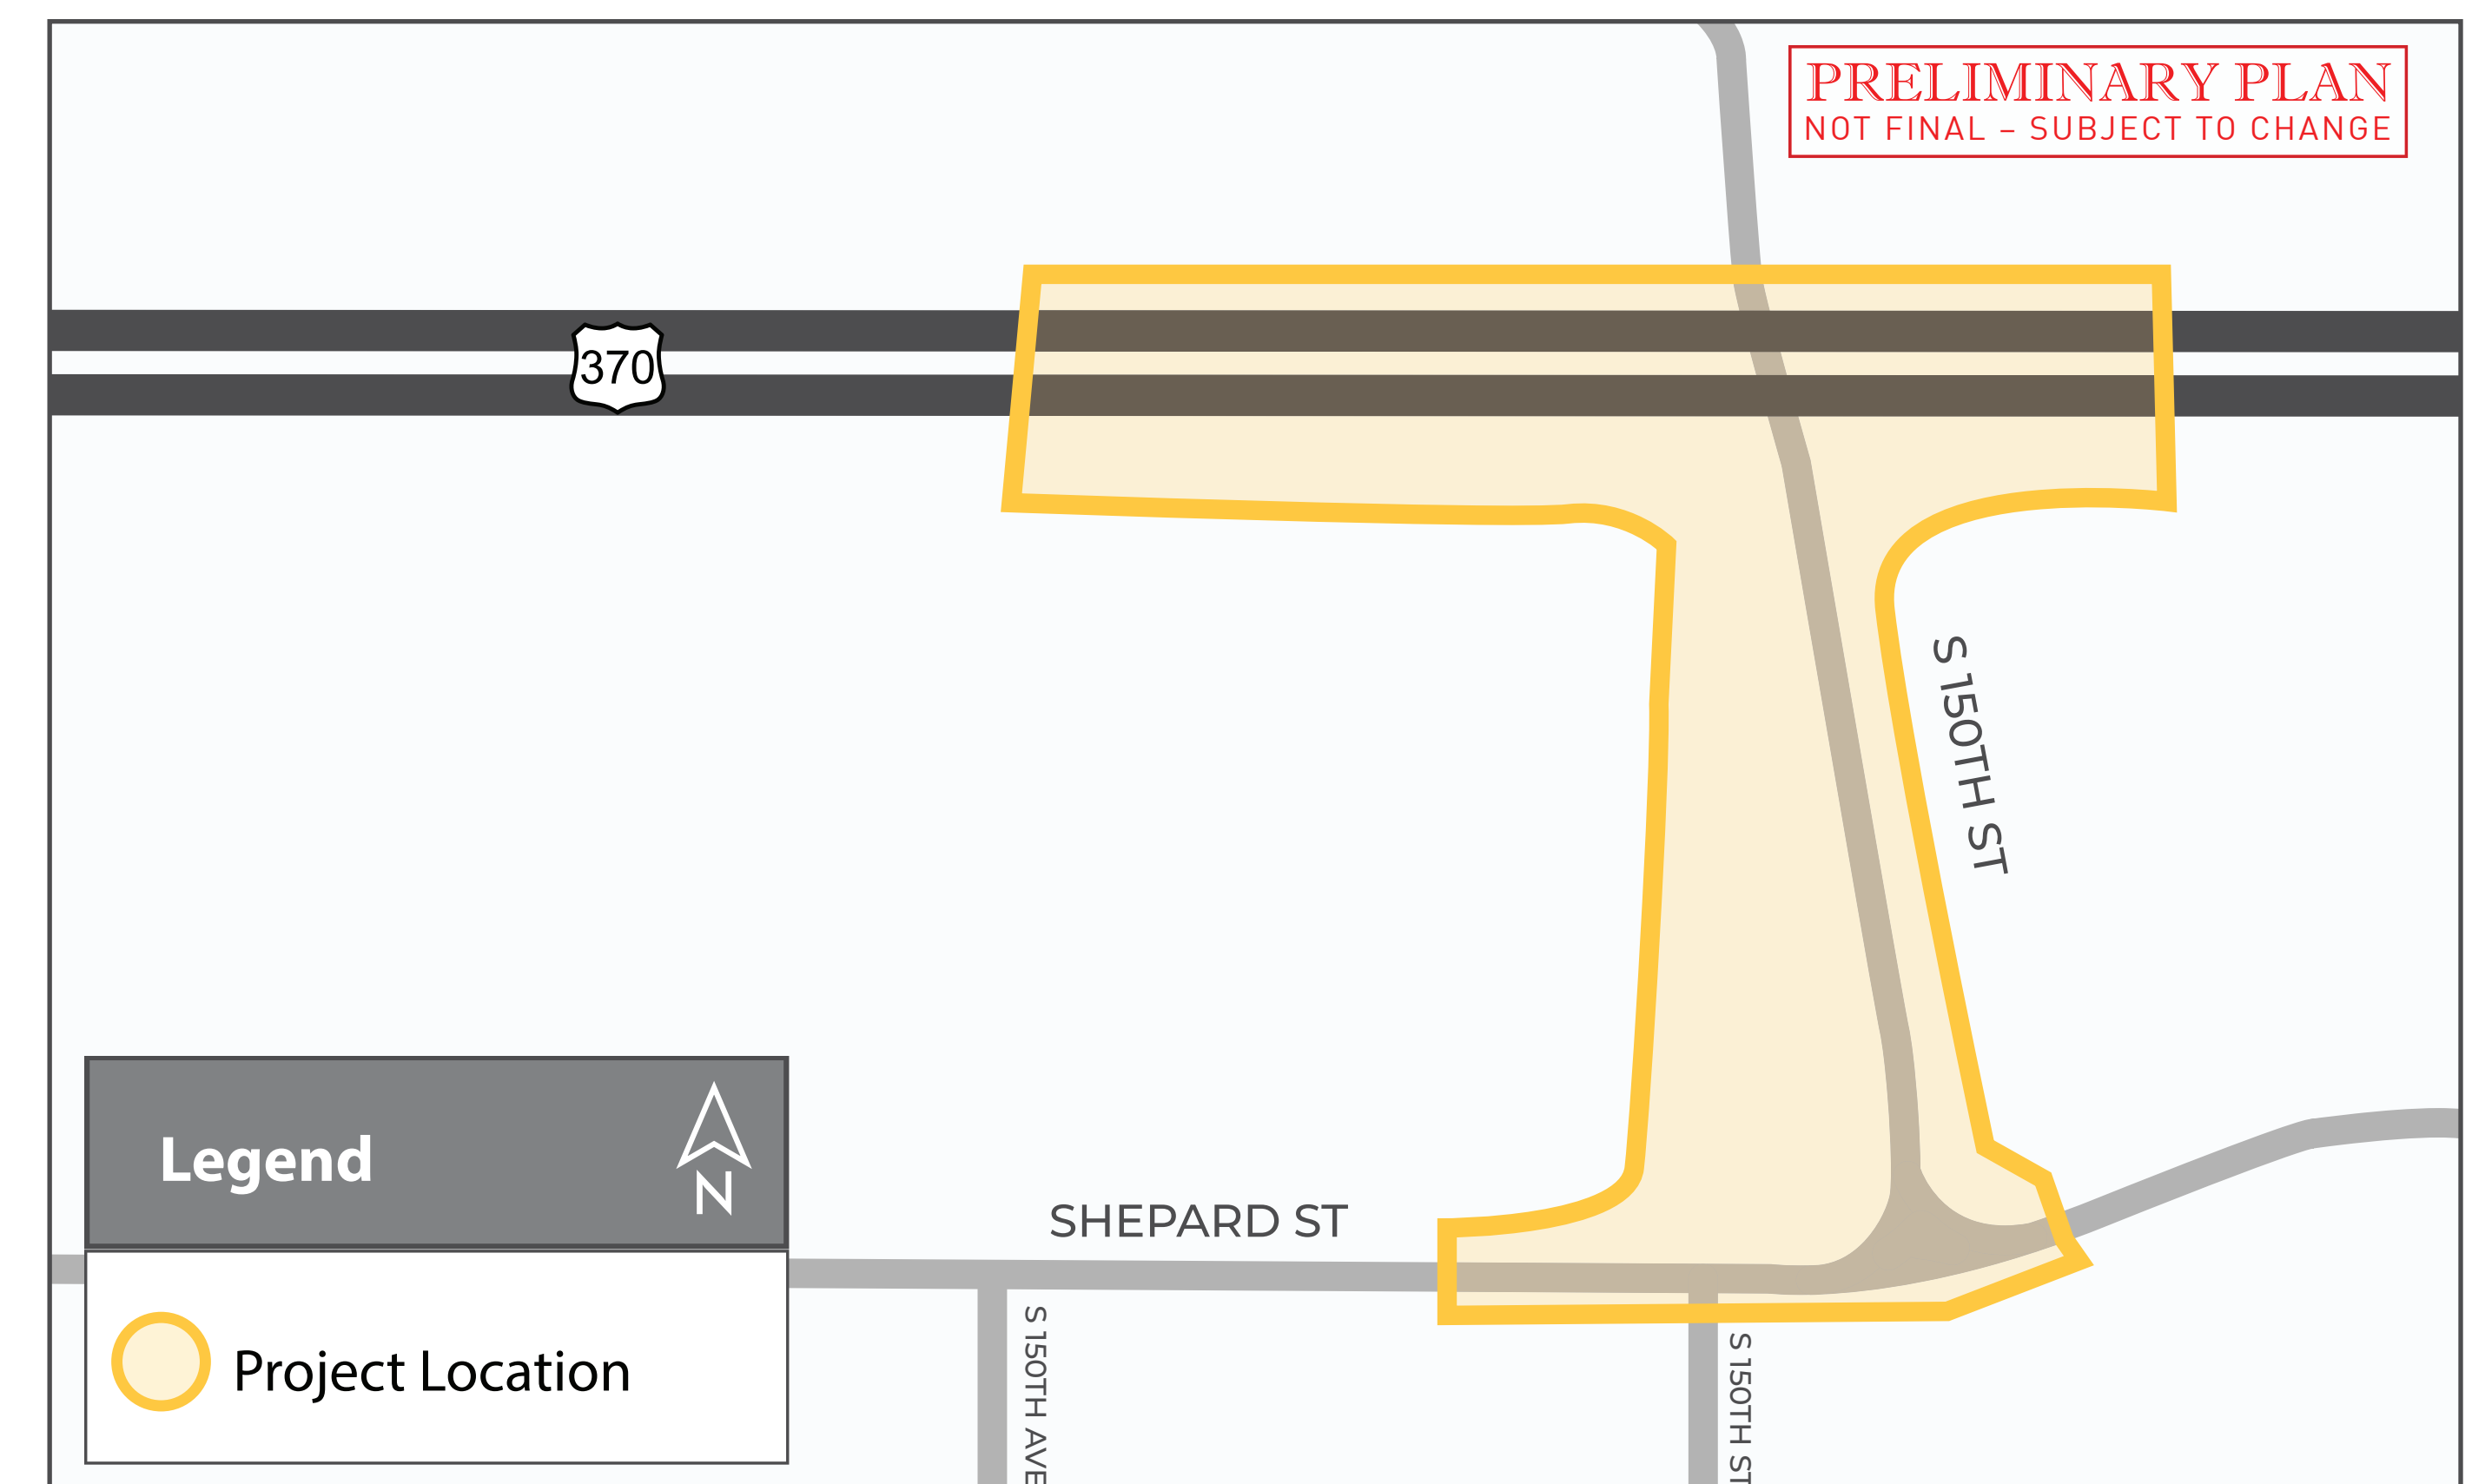 PRELIMINARY PLAN
NOT FINAL – SUBJECT TO CHANGE
370
S 150TH ST
Legend
N
SHEPARD ST
Project Location
S 150TH AVE
S 150TH ST